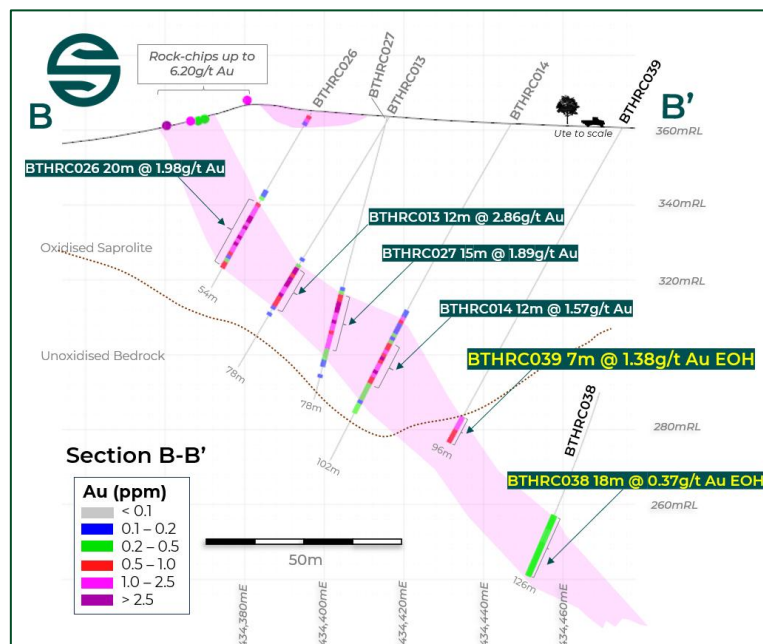 Rock-chips up to
6.20g/t Au
BTHRC026
BTHRC027
BTHRC013
BTHRC014
BTHRC039
B
B’
Ute to scale
360mRL
BTHRC026 20m @ 1.98g/t Au
340mRL
BTHRC013 12m @ 2.86g/t Au
Oxidised Saprolite
BTHRC027 15m @ 1.89g/t Au
320mRL
54m
BTHRC014 12m @ 1.57g/t Au
Unoxidised Bedrock
BTHRC039 7m @ 1.38g/t Au EOH
78m
78m
BTHRC038
280mRL
96m
102m
Section B-B’
BTHRC038 18m @ 0.37g/t Au EOH
Au (ppm)
< 0.1
0.1 – 0.2
0.2 – 0.5
0.5 – 1.0
1.0 – 2.5
> 2.5
260mRL
50m
126m
434,380mE
434,400mE
434,420mE
434,440mE
434,460mE